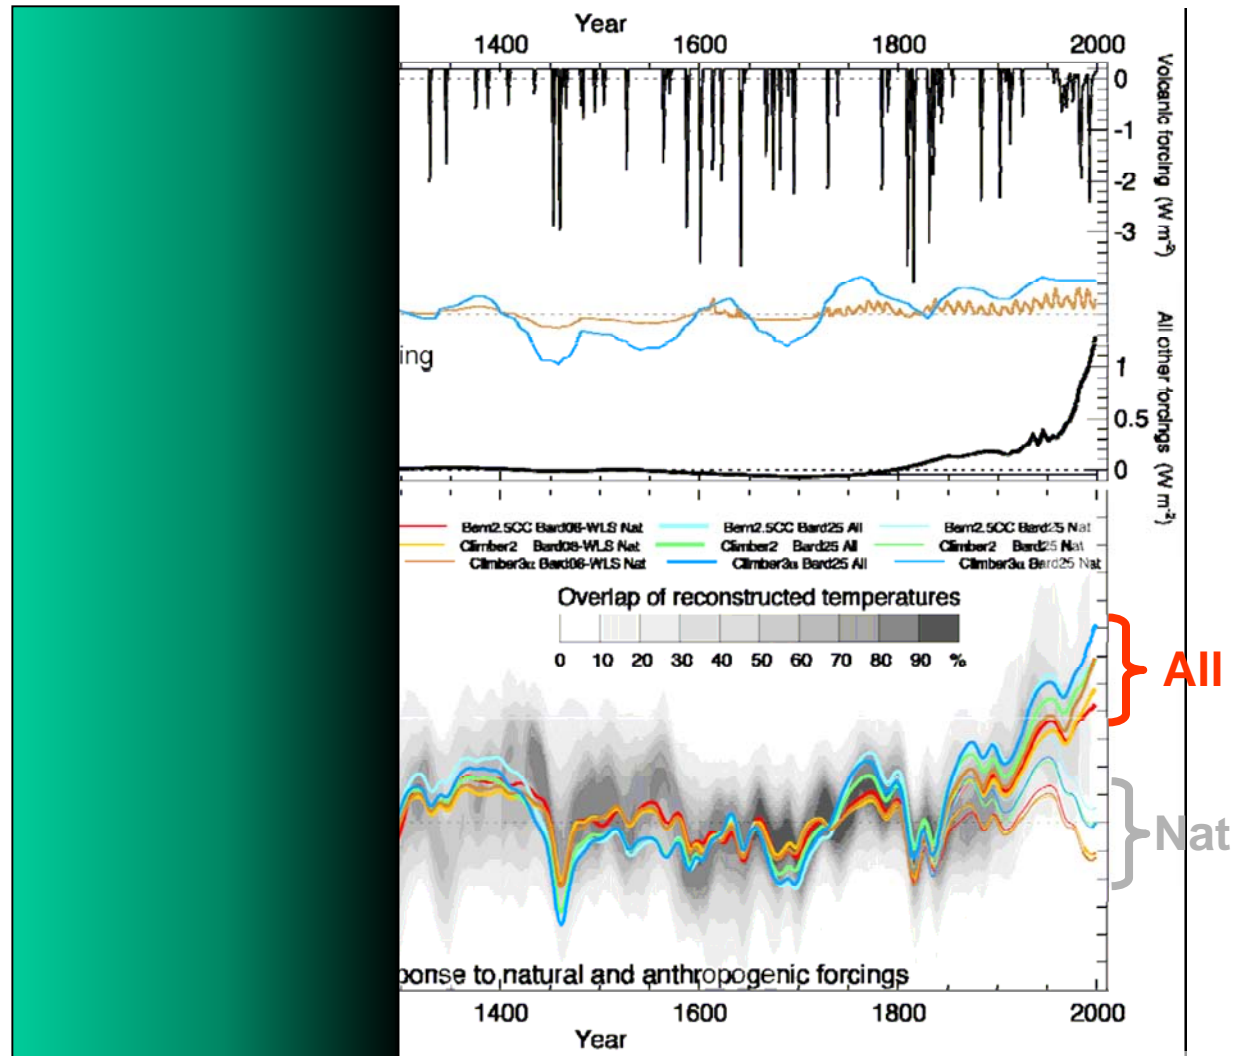 Year
1400 1600 1800 2000
0
-1
-2
-3
Volcanic forcing (W m⁻²)
ing
1
0.5
0
All other forcings (W m⁻²)
Bern2.5CC Bard08-WLS Nat Bern2.5CC Bard25 All Bern2.5CC Bard25 Nat
Climber2 Bard08-WLS Nat Climber2 Bard25 All Climber2 Bard25 Nat
Climber3α Bard08-WLS Nat Climber3α Bard25 All Climber3α Bard25 Nat
Overlap of reconstructed temperatures
0 10 20 30 40 50 60 70 80 90 %
All
Nat
ponse to natural and anthropogenic forcings
1400 1600 1800 2000
Year